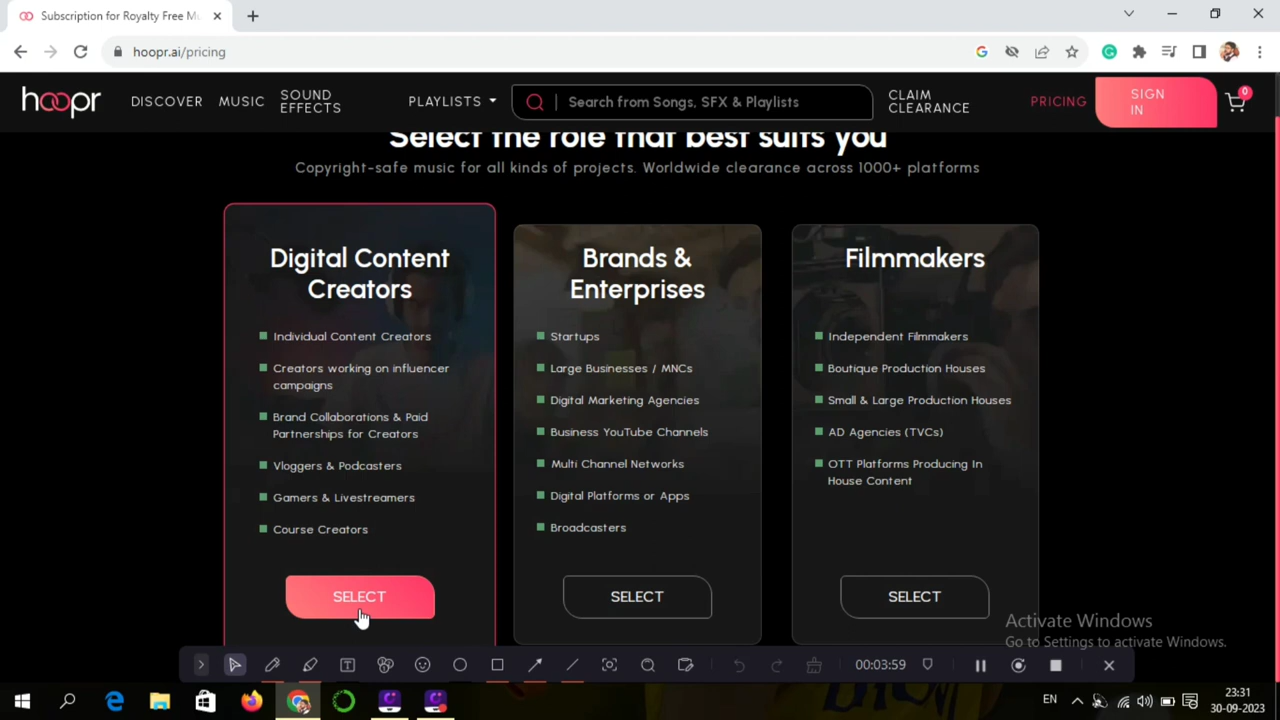 Subscription for Royalty Free Mu
hoopr.ai/pricing
hoopr
DISCOVER
MUSIC
SOUND
EFFECTS
PLAYLISTS
Search from Songs, SFX & Playlists
CLAIM
CLEARANCE
PRICING
SIGN
IN
0
Select the role that best suits you
Copyright-safe music for all kinds of projects. Worldwide clearance across 1000+ platforms
Digital Content
Creators
Individual Content Creators
Creators working on influencer
campaigns
Brand Collaborations & Paid
Partnerships for Creators
Vloggers & Podcasters
Gamers & Livestreamers
Course Creators
SELECT
Brands &
Enterprises
Startups
Large Businesses / MNCs
Digital Marketing Agencies
Business YouTube Channels
Multi Channel Networks
Digital Platforms or Apps
Broadcasters
SELECT
Filmmakers
Independent Filmmakers
Boutique Production Houses
Small & Large Production Houses
AD Agencies (TVCs)
OTT Platforms Producing In
House Content
SELECT
Activate Windows
Go to Settings to activate Windows.
00:03:59
EN
23:31
30-09-2023